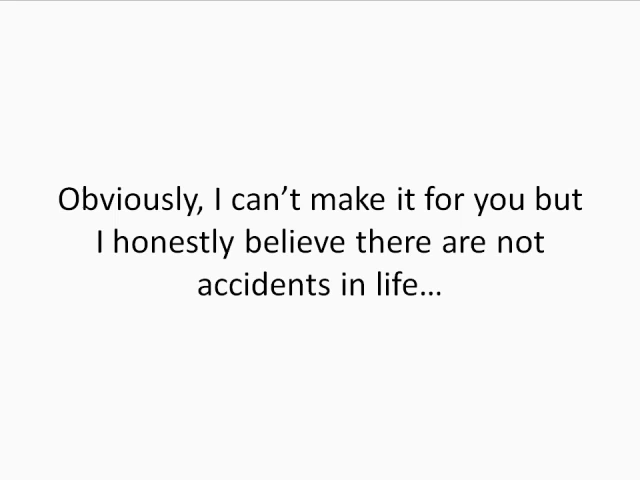 Obviously, I can’t make it for you but
I honestly believe there are not
accidents in life…